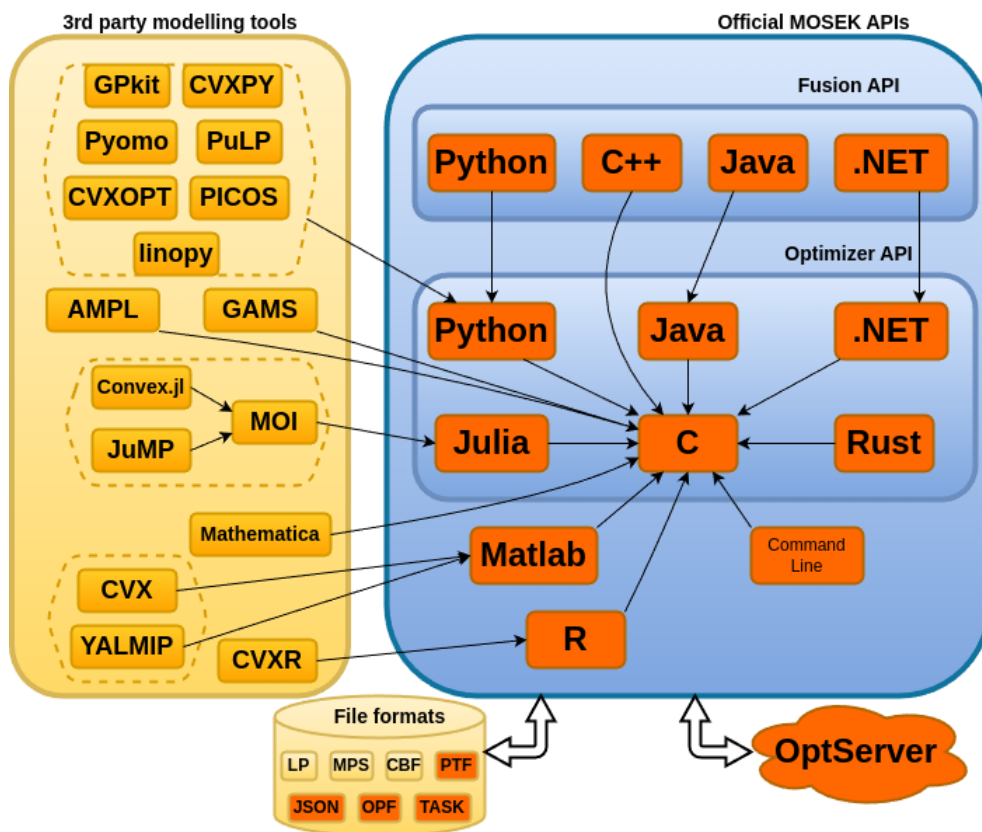 3rd party modelling tools
GPkit
CVXPY
Pyomo
PuLP
CVXOPT
PICOS
linopy
AMPL
GAMS
Convex.jl
MOI
JuMP
Mathematica
CVX
YALMIP
CVXR
Official MOSEK APIs
Fusion API
Python
C++
Java
.NET
Optimizer API
Python
Java
.NET
Julia
C
Rust
Matlab
Command
Line
R
File formats
LP
MPS
CBF
PTF
JSON
OPF
TASK
OptServer